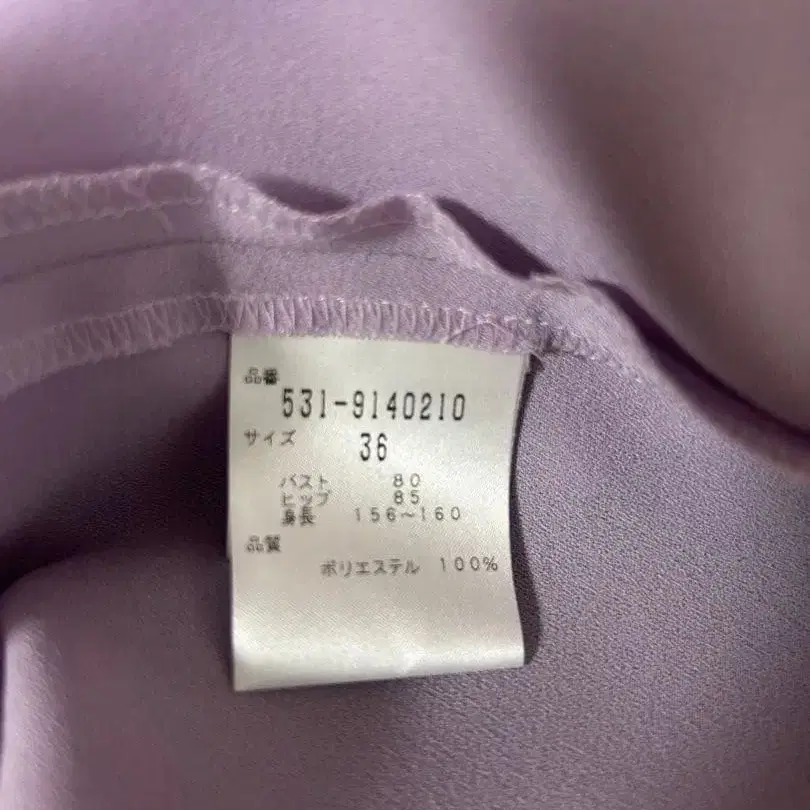 品番
531-9140210
サイズ 36
バスト 80
ヒップ 85
身長 156~160
品質
ポリエステル 100%